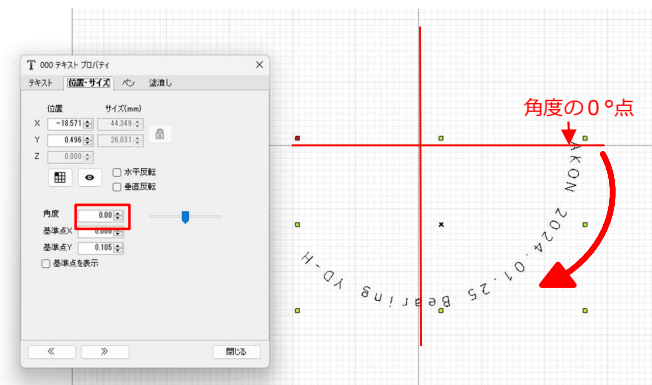 000 テキスト プロパティ
テキスト 位置・サイズ ペン 塗潰し
位置 サイズ(mm)
X -18.571 44.349
Y 0.496 26.031
Z 0.000
水平反転
垂直反転
角度 0.00
基準点X 0.000
基準点Y 0.105
基準点を表示
閉じる
角度の0°点
AKON 2024.01.25 Bearing YD-H